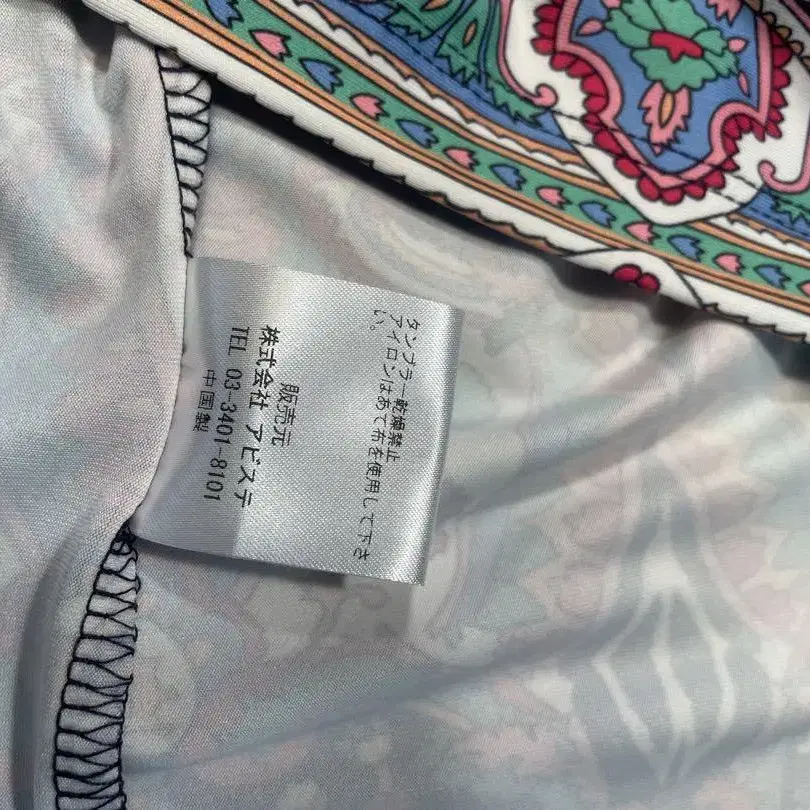 タンブラー乾燥禁止
アイロンはあて布を使用して下さ
い。
販売元
株式会社 アビステ
TEL 03-3401-8101
中国製